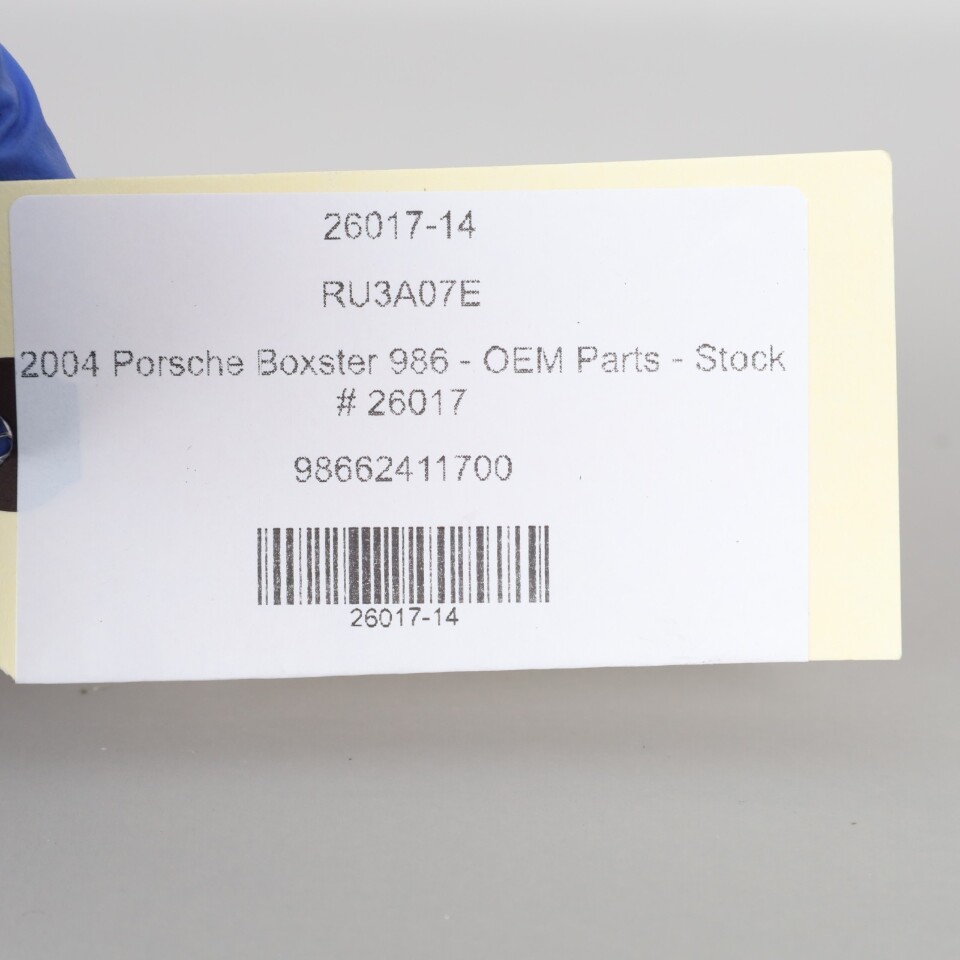 26017-14
RU3A07E
2004 Porsche Boxster 986 - OEM Parts - Stock
# 26017
98662411700
26017-14